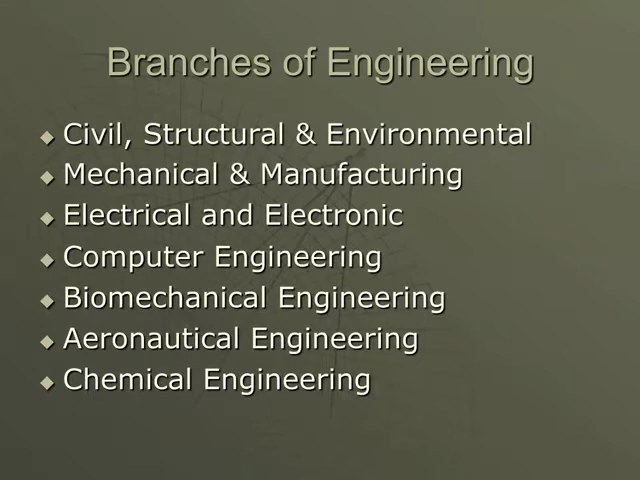 Branches of Engineering
Civil, Structural & Environmental
Mechanical & Manufacturing
Electrical and Electronic
Computer Engineering
Biomechanical Engineering
Aeronautical Engineering
Chemical Engineering